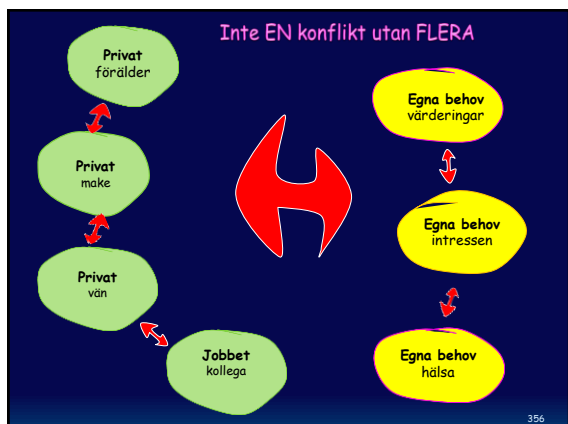 Inte EN konflikt utan FLERA
Privat
förälder
Privat
make
Privat
vän
Jobbet
kollega
Egna behov
värderingar
Egna behov
intressen
Egna behov
hälsa
356